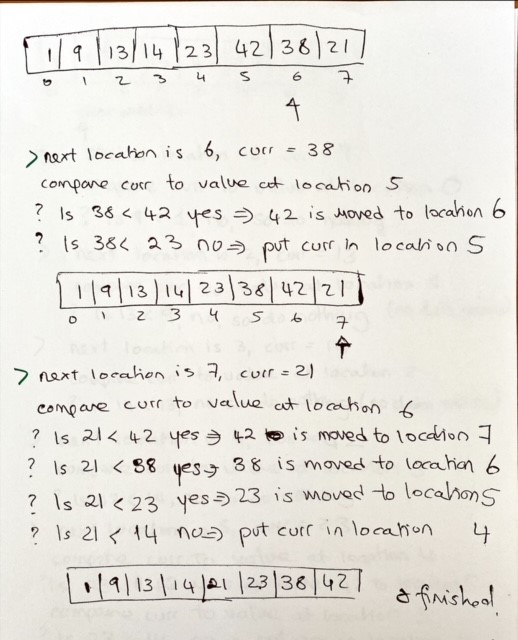 1 9 13 14 23 42 38 21
0 1 2 3 4 5 6 7
> next location is 6, curr = 38
compare curr to value at location 5
? Is 38 < 42 yes ⇒ 42 is moved to location 6
? Is 38 < 23 no ⇒ put curr in location 5
1 9 13 14 23 38 42 21
0 1 2 3 4 5 6 7
> next location is 7, curr = 21
compare curr to value at location 6
? Is 21 < 42 yes ⇒ 42 is moved to location 7
? Is 21 < 38 yes ⇒ 38 is moved to location 6
? Is 21 < 23 yes ⇒ 23 is moved to location 5
? Is 21 < 14 no ⇒ put curr in location 4
1 9 13 14 21 23 38 42
& finished!